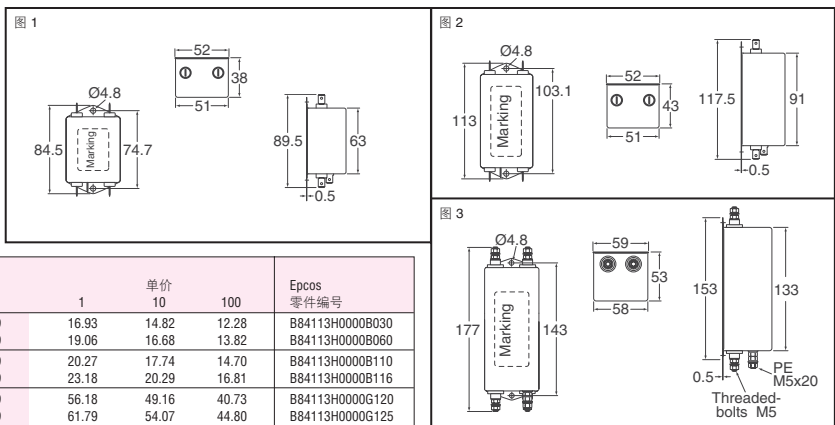 图 1
52
38
51
Ø4.8
84.5
Marking
74.7
89.5
63
0.5
图 2
Ø4.8
103.1
113
Marking
52
43
51
117.5
91
0.5
图 3
Ø4.8
177
Marking
143
59
53
58
153
133
0.5
PE
M5x20
Threaded-
bolts M5
单价 Epcos
1 10 100 零件编号
16.93 14.82 12.28 B84113H0000B030
19.06 16.68 13.82 B84113H0000B060
20.27 17.74 14.70 B84113H0000B110
23.18 20.29 16.81 B84113H0000B116
56.18 49.16 40.73 B84113H0000G120
61.79 54.07 44.80 B84113H0000G125